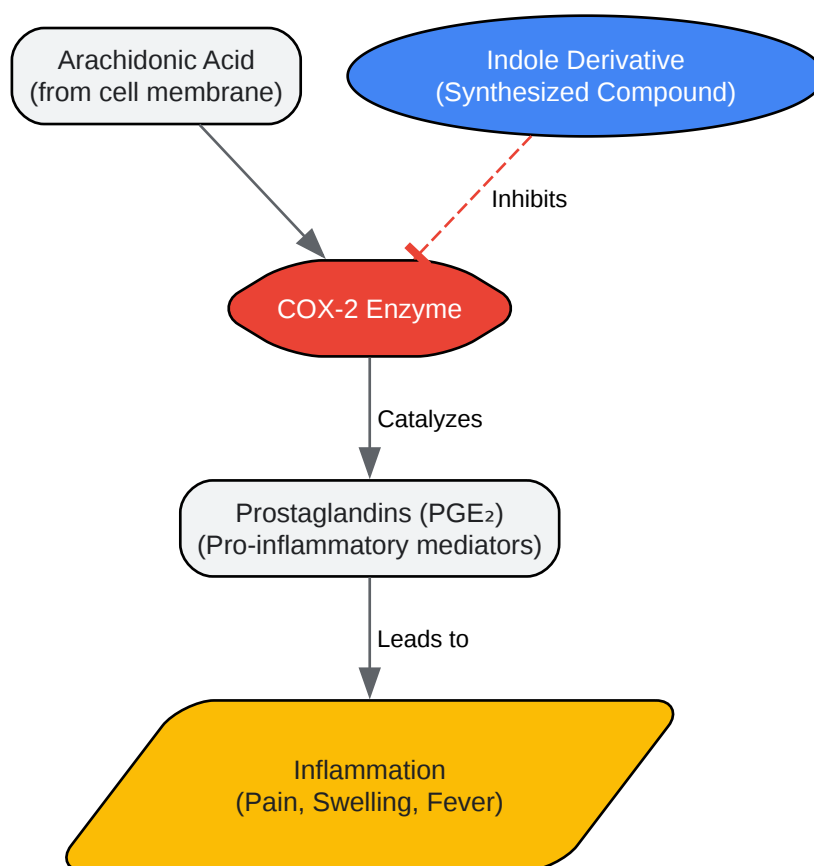 Arachidonic Acid
(from cell membrane)
Indole Derivative
(Synthesized Compound)
Inhibits
COX-2 Enzyme
Catalyzes
Prostaglandins (PGE₂)
(Pro-inflammatory mediators)
Leads to
Inflammation
(Pain, Swelling, Fever)